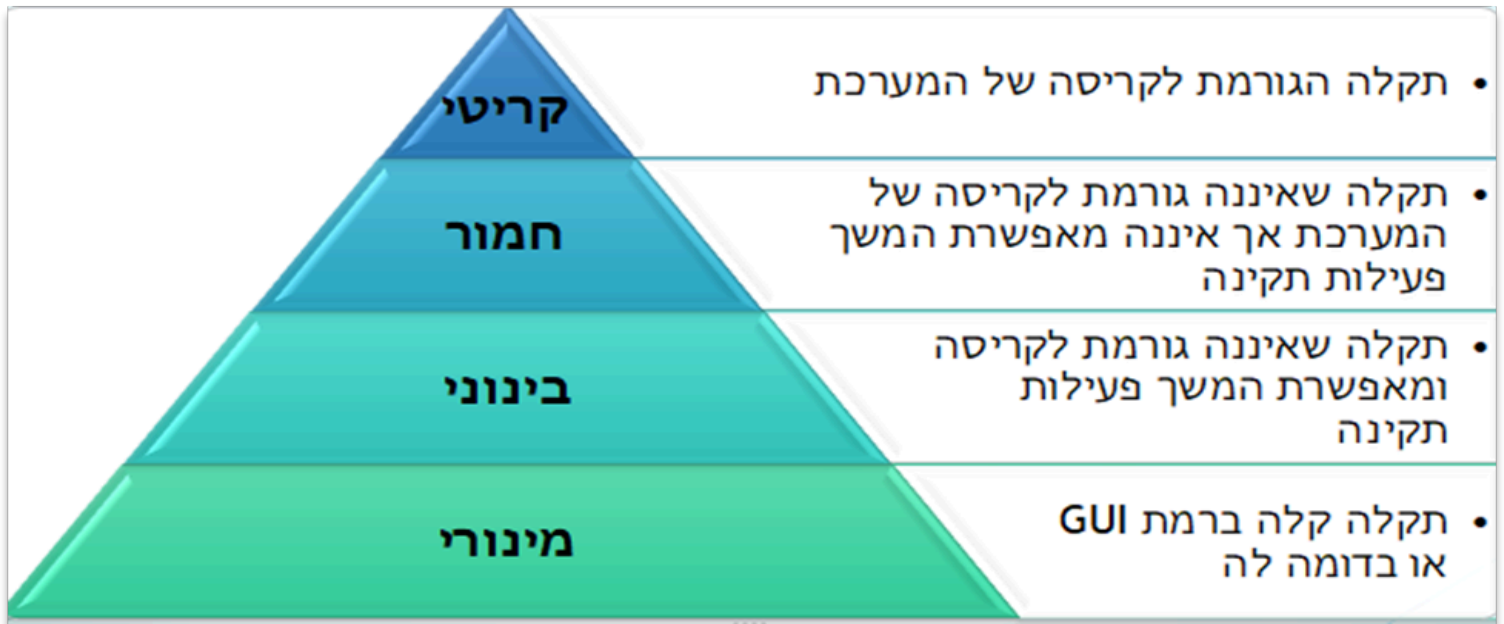 קריטי
• תקלה הגורמת לקריסה של המערכת
חמור
• תקלה שאיננה גורמת לקריסה של
המערכת אך איננה מאפשרת המשך
פעילות תקינה
בינוני
• תקלה שאיננה גורמת לקריסה
ומאפשרת המשך פעילות
תקינה
מינורי
• תקלה קלה ברמת GUI
או בדומה לה